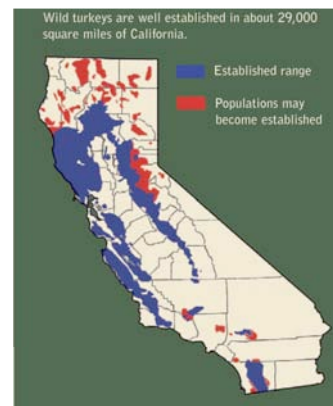 Wild turkeys are well established in about 29,000
square miles of California.
Established range
Populations may
become established